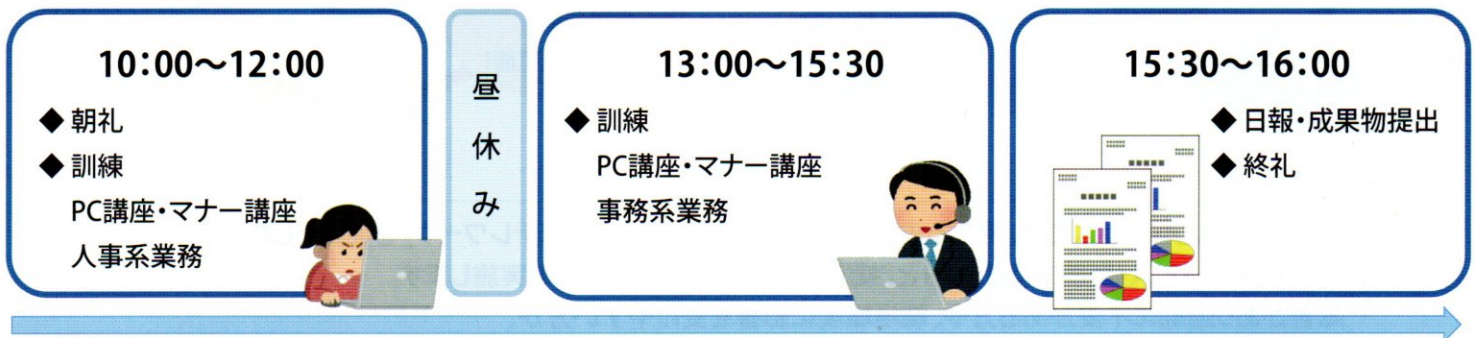 10：00～12：00
◆ 朝礼
◆ 訓練
PC講座・マナー講座
人事系業務
昼休み
13：00～15：30
◆ 訓練
PC講座・マナー講座
事務系業務
15：30～16：00
◆ 日報・成果物提出
◆ 終礼